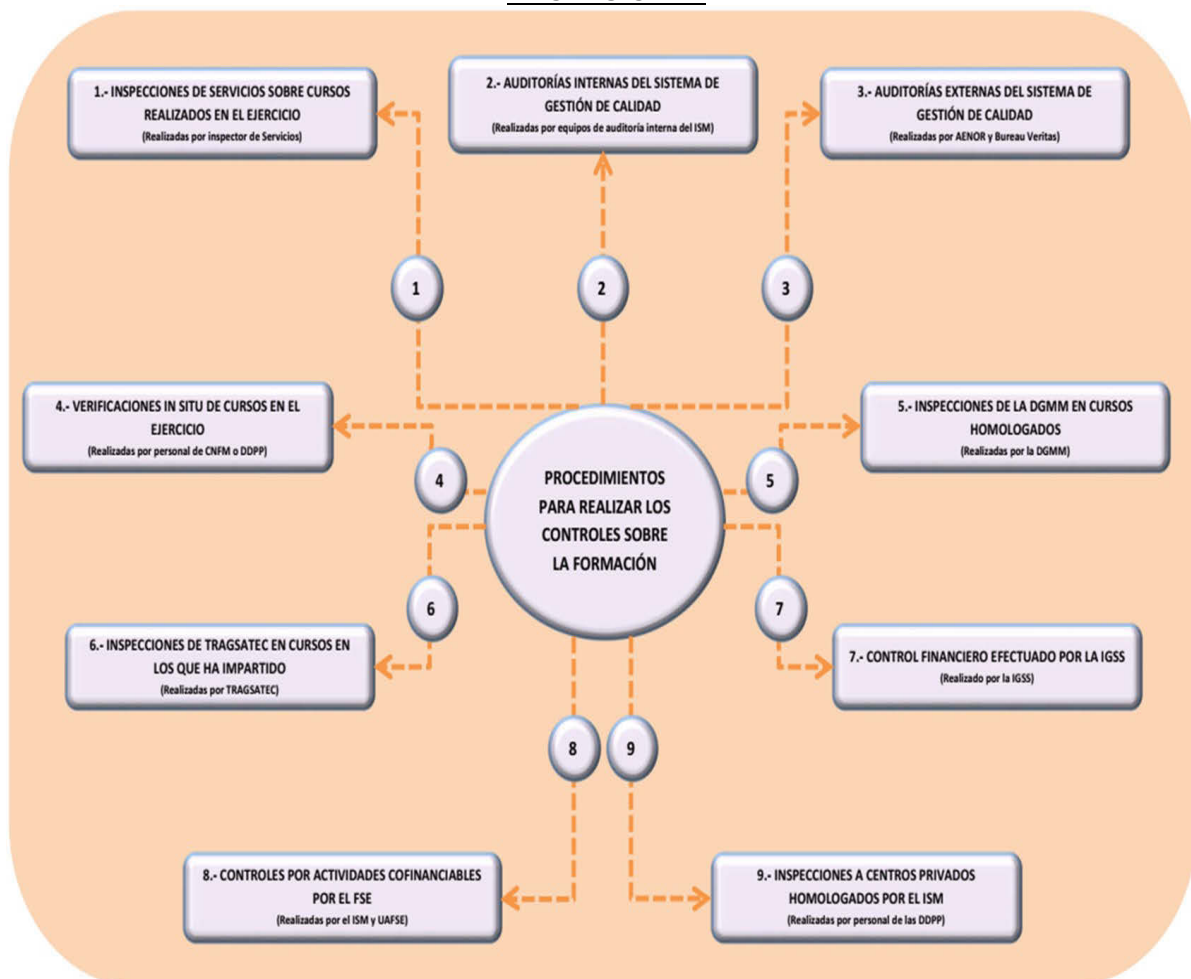 1.- INSPECCIONES DE SERVICIOS SOBRE CURSOS
REALIZADOS EN EL EJERCICIO
(Realizadas por inspector de Servicios)
2.- AUDITORÍAS INTERNAS DEL SISTEMA DE
GESTIÓN DE CALIDAD
(Realizadas por equipos de auditoría interna del ISM)
3.- AUDITORÍAS EXTERNAS DEL SISTEMA DE
GESTIÓN DE CALIDAD
(Realizadas por AENOR y Bureau Veritas)
1
2
3
4.- VERIFICACIONES IN SITU DE CURSOS EN EL
EJERCICIO
(Realizadas por personal de CNFM o DDPP)
5.- INSPECCIONES DE LA DGMM EN CURSOS
HOMOLOGADOS
(Realizadas por la DGMM)
4
PROCEDIMIENTOS
PARA REALIZAR LOS
CONTROLES SOBRE
LA FORMACIÓN
5
6
7
6.- INSPECCIONES DE TRAGSATEC EN CURSOS EN
LOS QUE HA IMPARTIDO
(Realizadas por TRAGSATEC)
7.- CONTROL FINANCIERO EFECTUADO POR LA IGSS
(Realizado por la IGSS)
8
9
8.- CONTROLES POR ACTIVIDADES COFINANCIABLES
POR EL FSE
(Realizadas por el ISM y UAFSE)
9.- INSPECCIONES A CENTROS PRIVADOS
HOMOLOGADOS POR EL ISM
(Realizadas por personal de las DDPP)